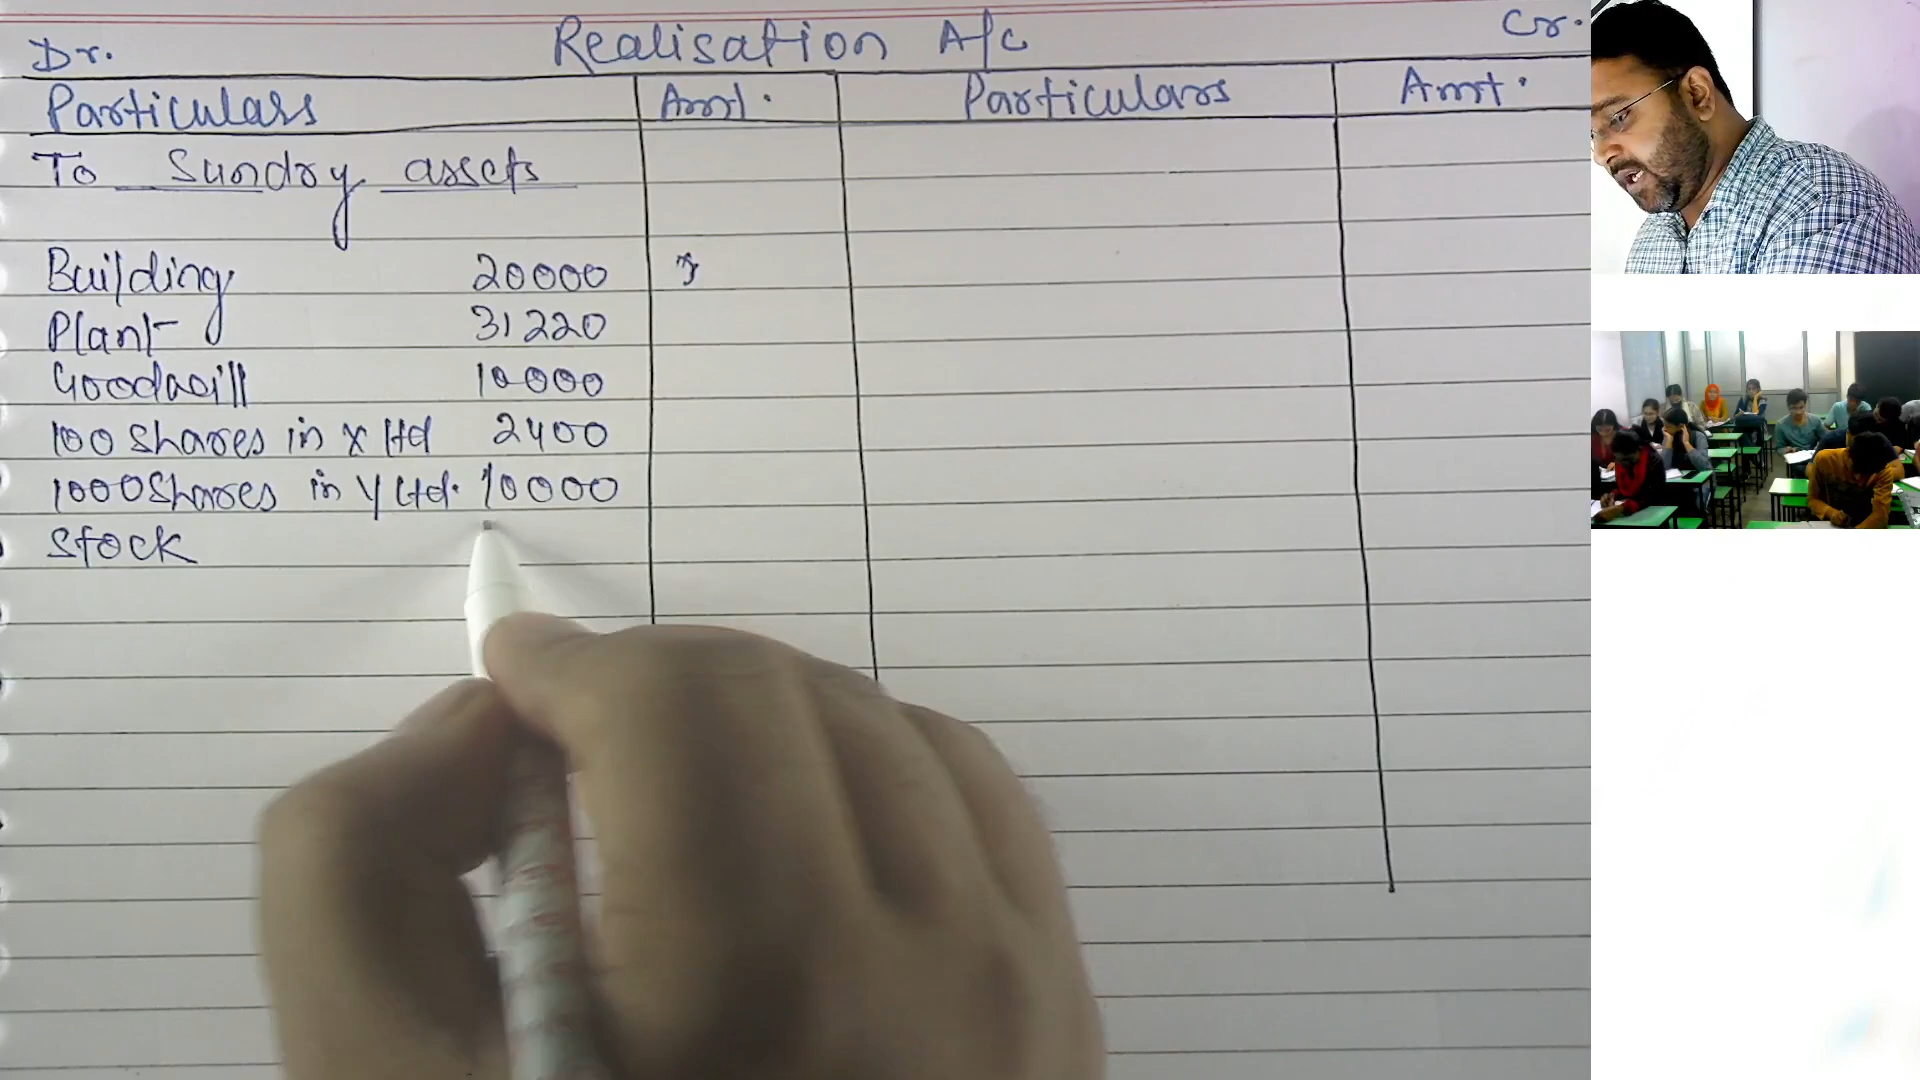 Dr. Realisation A/c Cr.
Particulars Amt. Particulars Amt.
To Sundry assets
Building 20000
Plant 31220
Goodwill 10000
100 Shares in X Ltd 2400
1000 Shares in Y Ltd. 10000
Stock